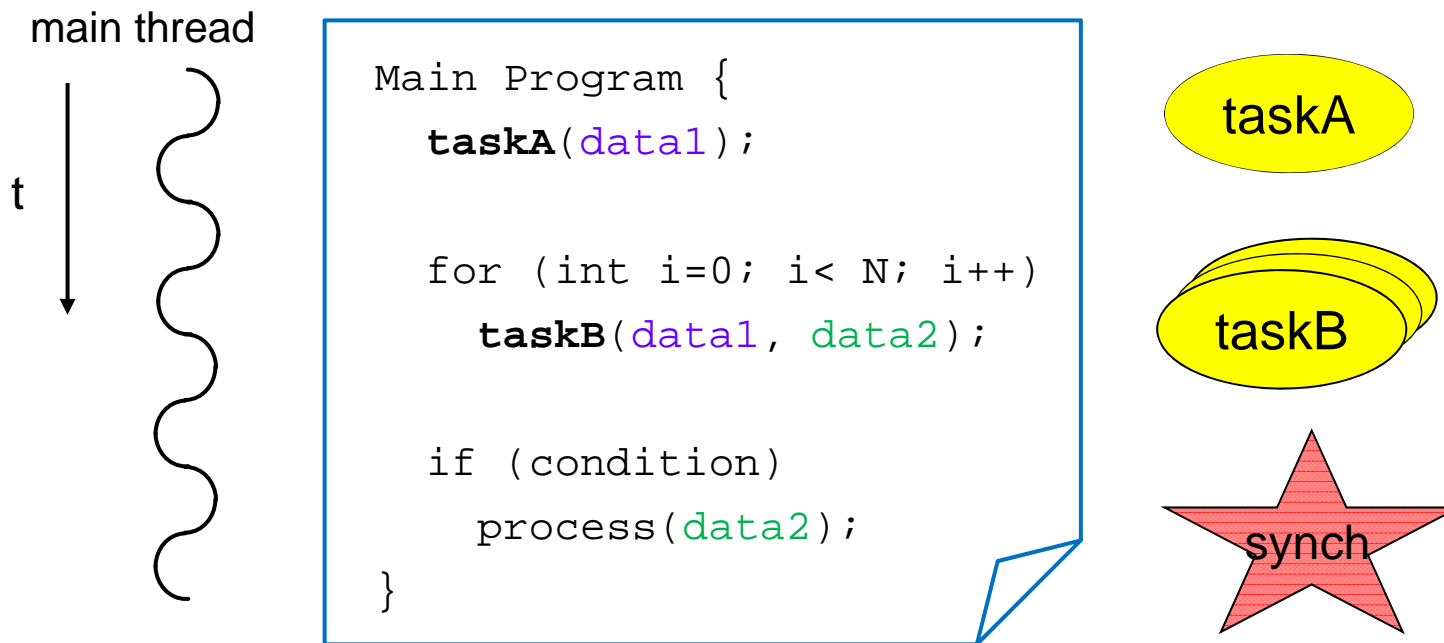 main thread
t
Main Program {
taskA(data1);
for (int i=0; i< N; i++)
taskB(data1, data2);
if (condition)
process(data2);
}
taskA
taskB
synch